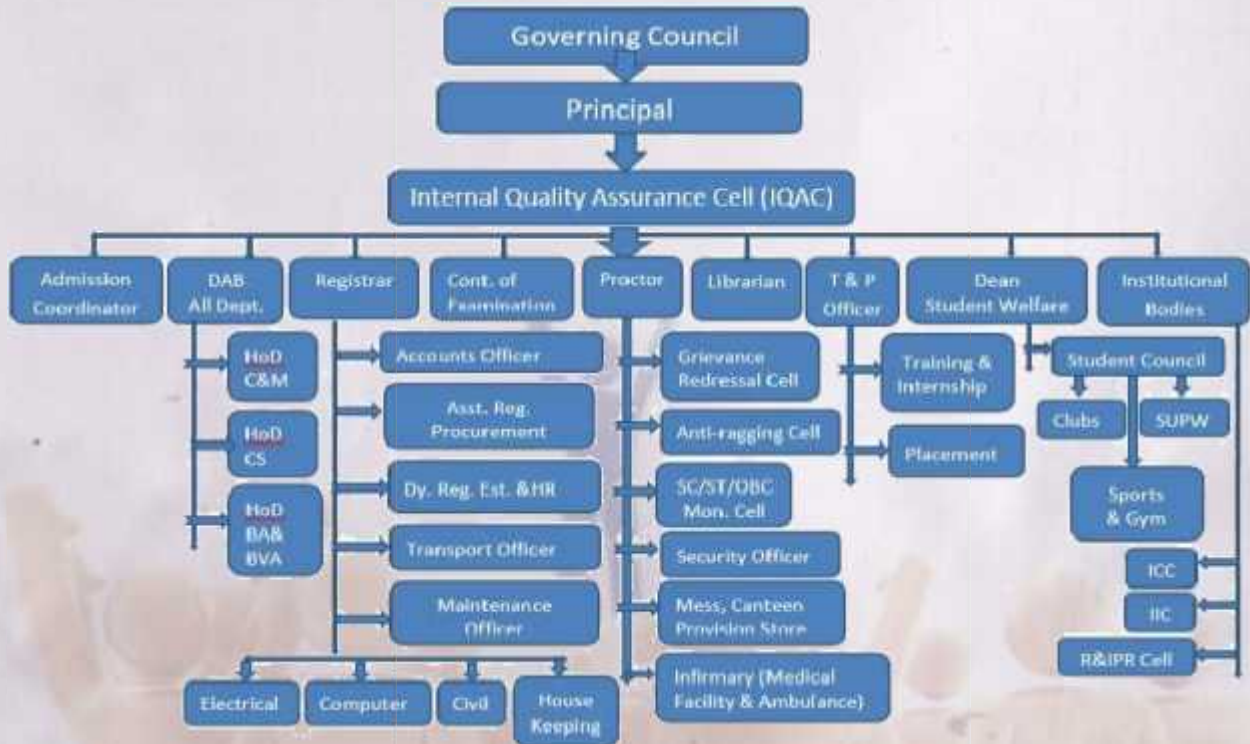 Governing Council
Principal
Internal Quality Assurance Cell (IQAC)
Admission
Coordinator
DAB
All Dept.
Registrar
Cont. of
Examination
Proctor
Librarian
T & P
Officer
Dean
Student Welfare
Institutional
Bodies
HoD
C&M
HoD
CS
HoD
BA&
BVA
Accounts Officer
Asst. Reg.
Procurement
Dy. Reg. Est. &HR
Transport Officer
Maintenance
Officer
Electrical
Computer
Civil
House
Keeping
Grievance
Redressal Cell
Anti-ragging Cell
SC/ST/OBC
Mon. Cell
Security Officer
Mess, Canteen
Provision Store
Infirmary (Medical
Facility & Ambulance)
Training &
Internship
Placement
Student Council
Clubs
SUPW
Sports
& Gym
ICC
IIC
R&IPR Cell